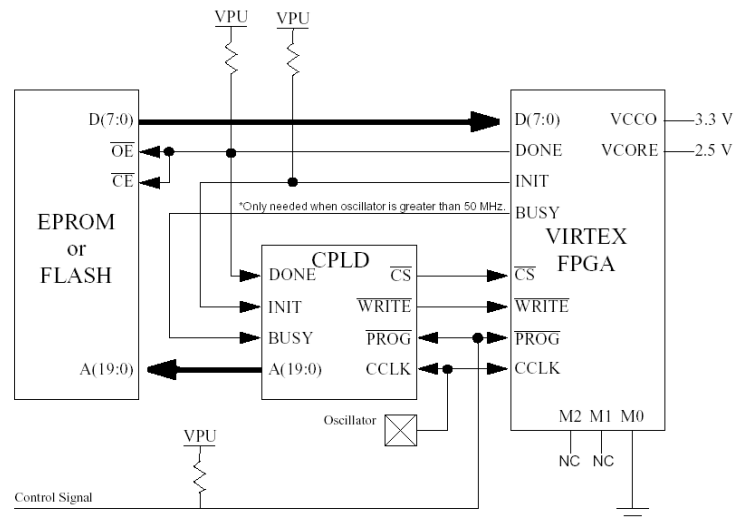 VPU
VPU
D(7:0)
OE
CE
EPROM
or
FLASH
A(19:0)
D(7:0)
DONE
INIT
BUSY
VCCO
VCORE
3.3 V
2.5 V
*Only needed when oscillator is greater than 50 MHz.
VIRTEX
FPGA
CS
WRITE
PROG
CCLK
M2 M1 M0
NC NC
CPLD
DONE
INIT
BUSY
A(19:0)
CS
WRITE
PROG
CCLK
Oscillator
VPU
Control Signal